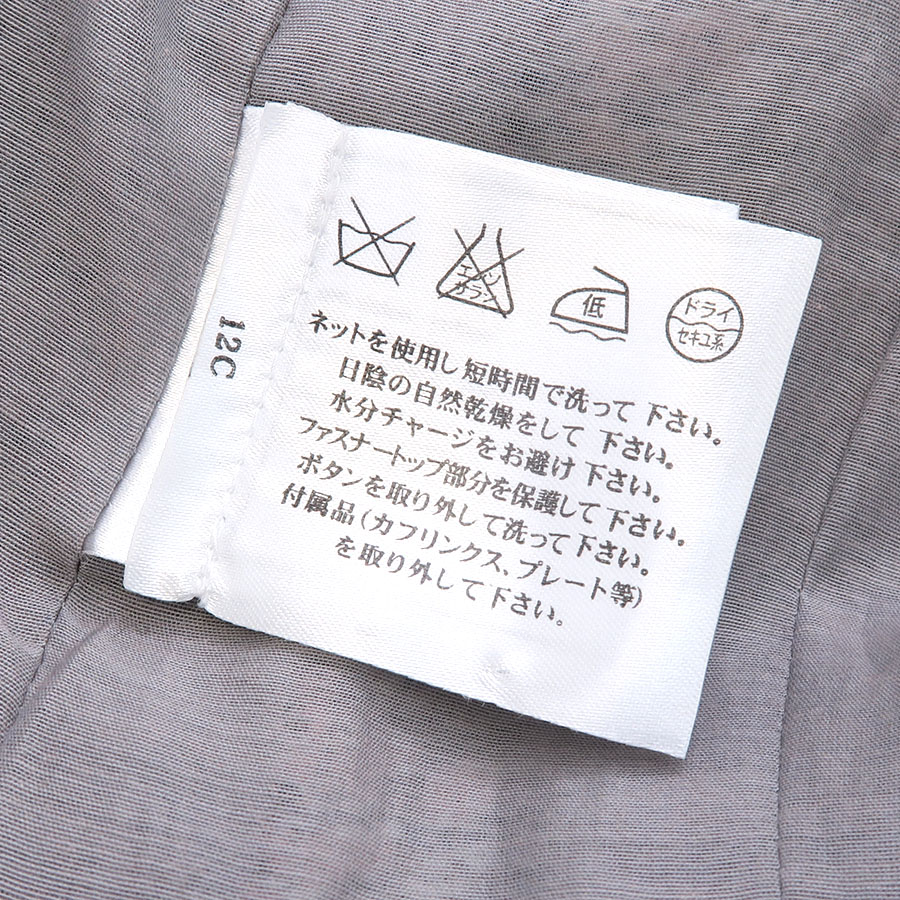 エンソ
サラシ
低
ドライ
セキユ系
ネットを使用し短時間で洗って下さい。
日陰の自然乾燥をして下さい。
水分チャージをお避け下さい。
ファスナートップ部分を保護して下さい。
ボタンを取り外して洗って下さい。
付属品(カフリンクス、プレート等)
を取り外して下さい。
12C